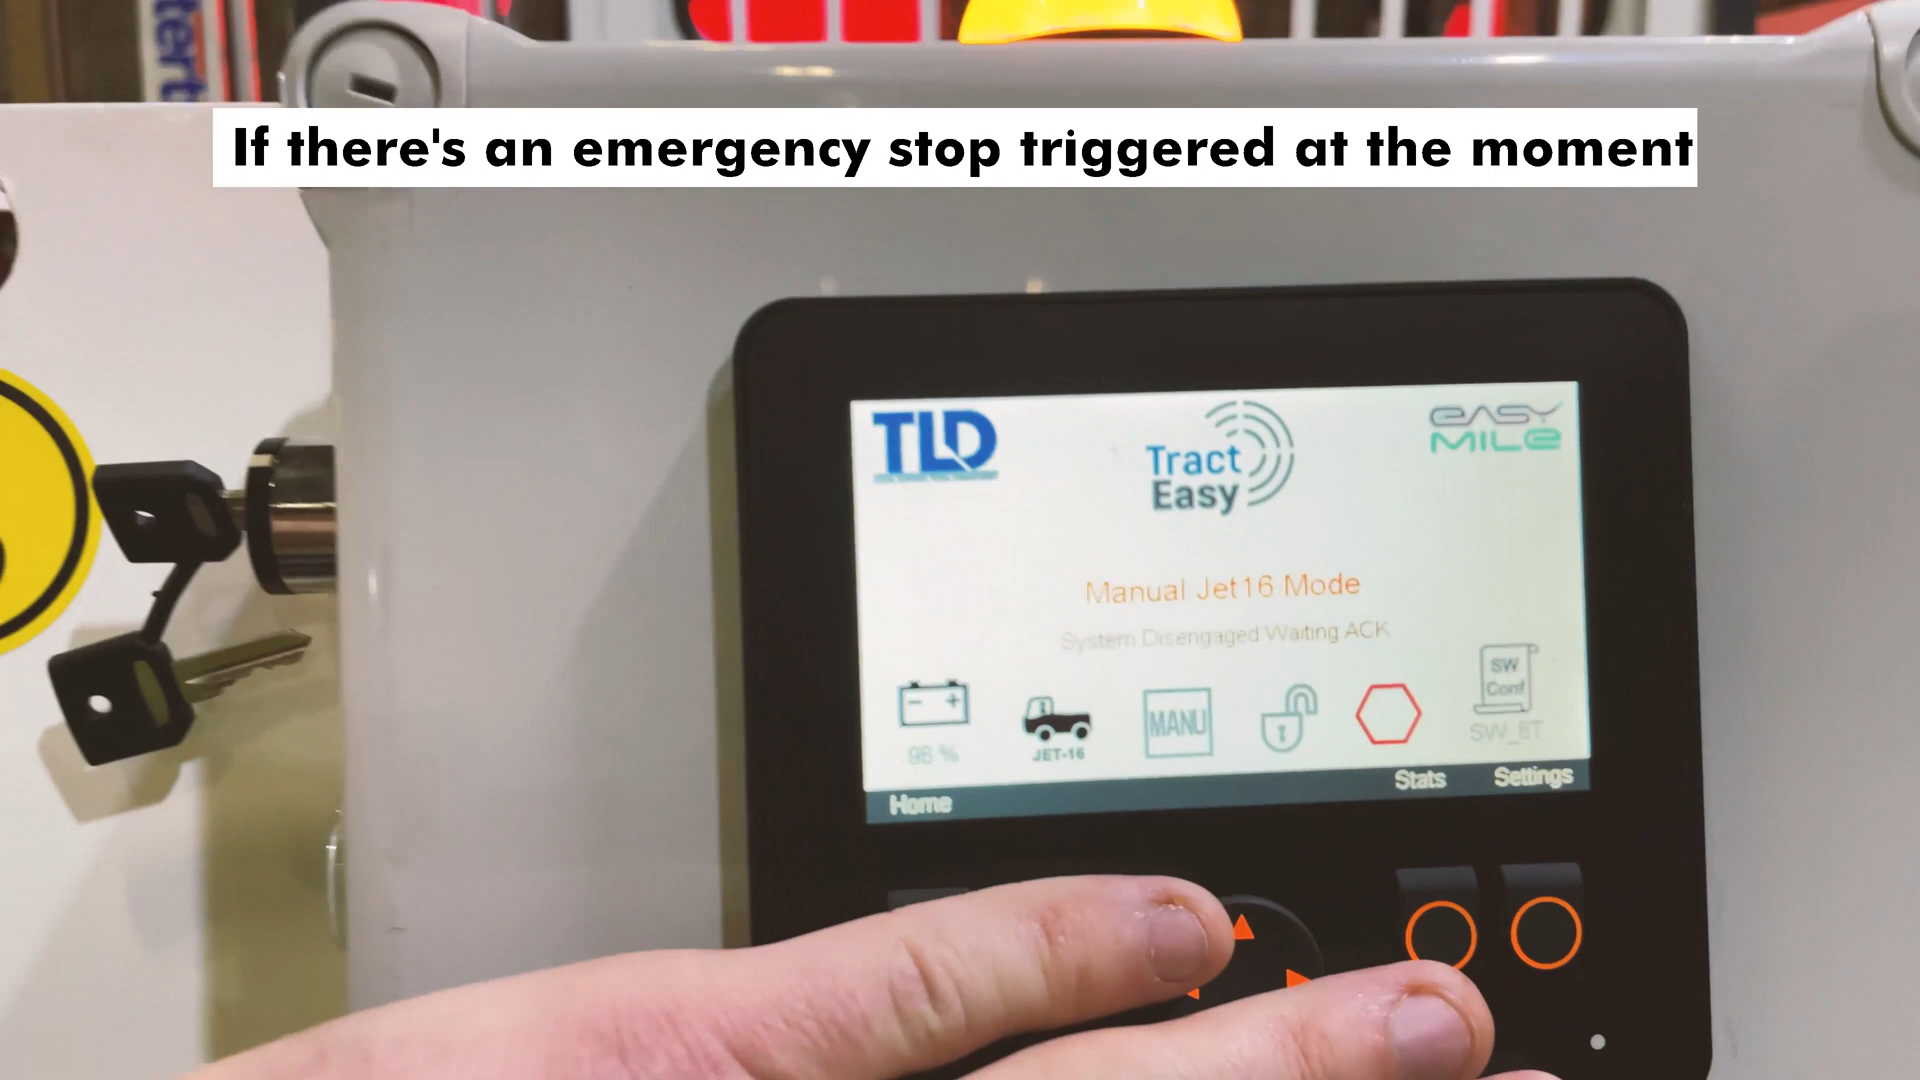 If there's an emergency stop triggered at the moment
TLD
Tract
Easy
EASY
MILE
Manual Jet16 Mode
System Disengaged Waiting ACK
SW
Conf
MANU
96 %
JET-16
Home
Stats
Settings